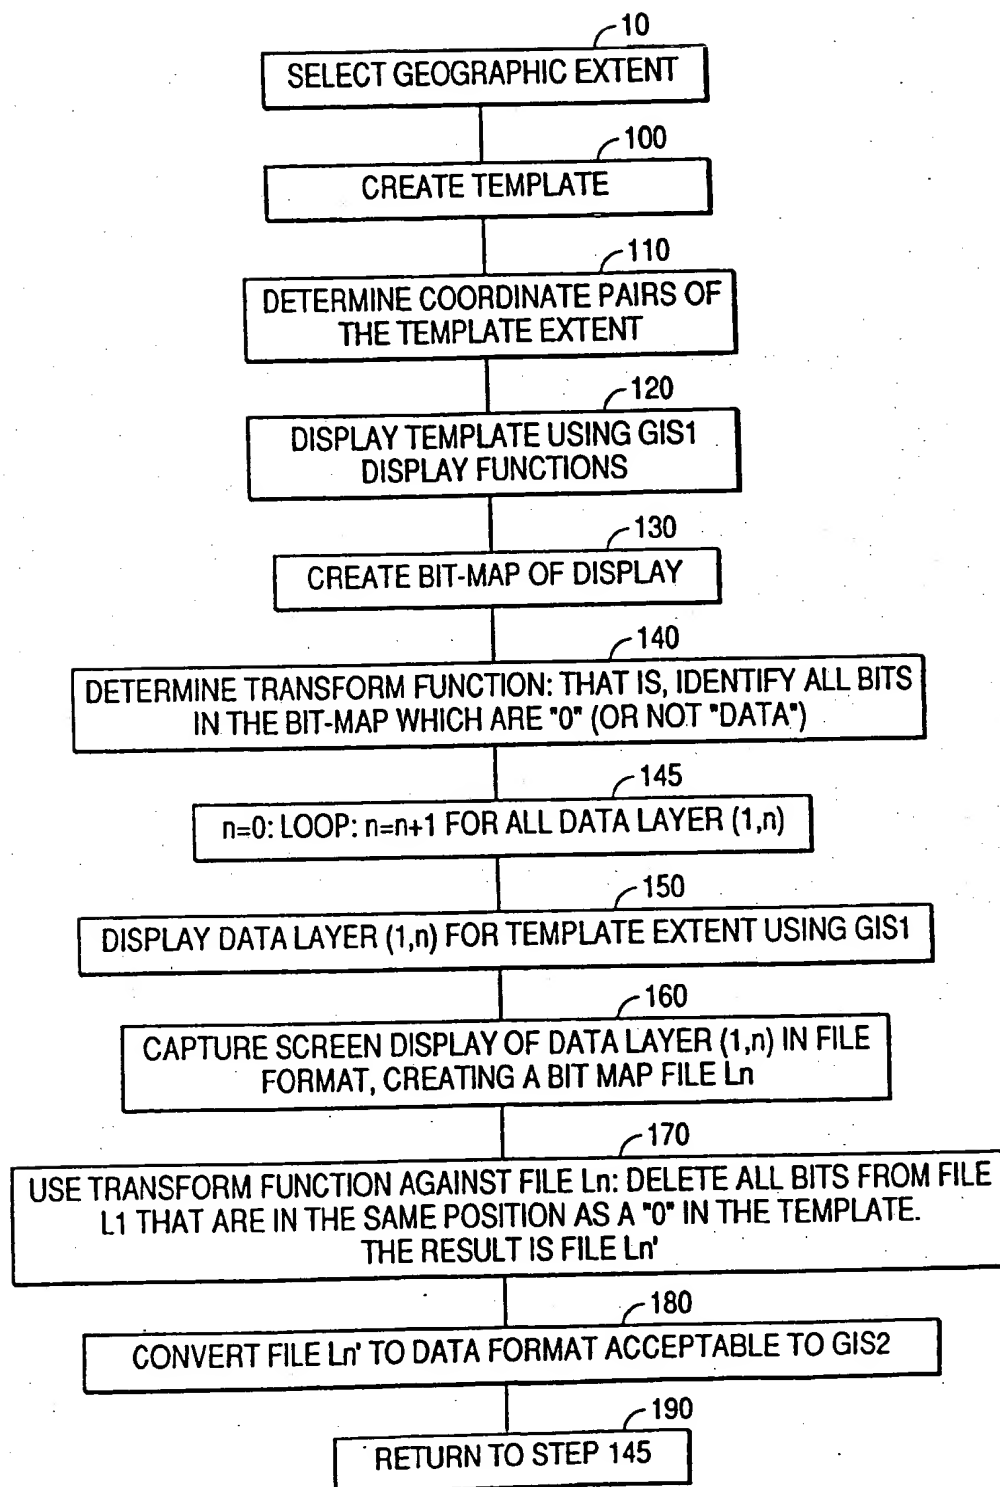 10
SELECT GEOGRAPHIC EXTENT
100
CREATE TEMPLATE
110
DETERMINE COORDINATE PAIRS OF
THE TEMPLATE EXTENT
120
DISPLAY TEMPLATE USING GIS1
DISPLAY FUNCTIONS
130
CREATE BIT-MAP OF DISPLAY
140
DETERMINE TRANSFORM FUNCTION: THAT IS, IDENTIFY ALL BITS
IN THE BIT-MAP WHICH ARE "0" (OR NOT "DATA")
145
n=0: LOOP: n=n+1 FOR ALL DATA LAYER (1,n)
150
DISPLAY DATA LAYER (1,n) FOR TEMPLATE EXTENT USING GIS1
160
CAPTURE SCREEN DISPLAY OF DATA LAYER (1,n) IN FILE
FORMAT, CREATING A BIT MAP FILE Ln
170
USE TRANSFORM FUNCTION AGAINST FILE Ln: DELETE ALL BITS FROM FILE
L1 THAT ARE IN THE SAME POSITION AS A "0" IN THE TEMPLATE.
THE RESULT IS FILE Ln'
180
CONVERT FILE Ln' TO DATA FORMAT ACCEPTABLE TO GIS2
190
RETURN TO STEP 145